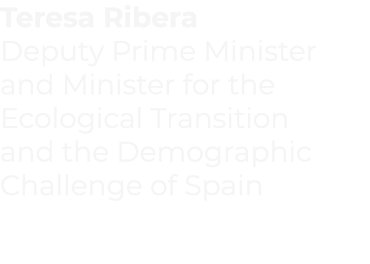 Teresa Ribera
Deputy Prime Minister
and Minister for the
Ecological Transition
and the Demographic
Challenge of Spain